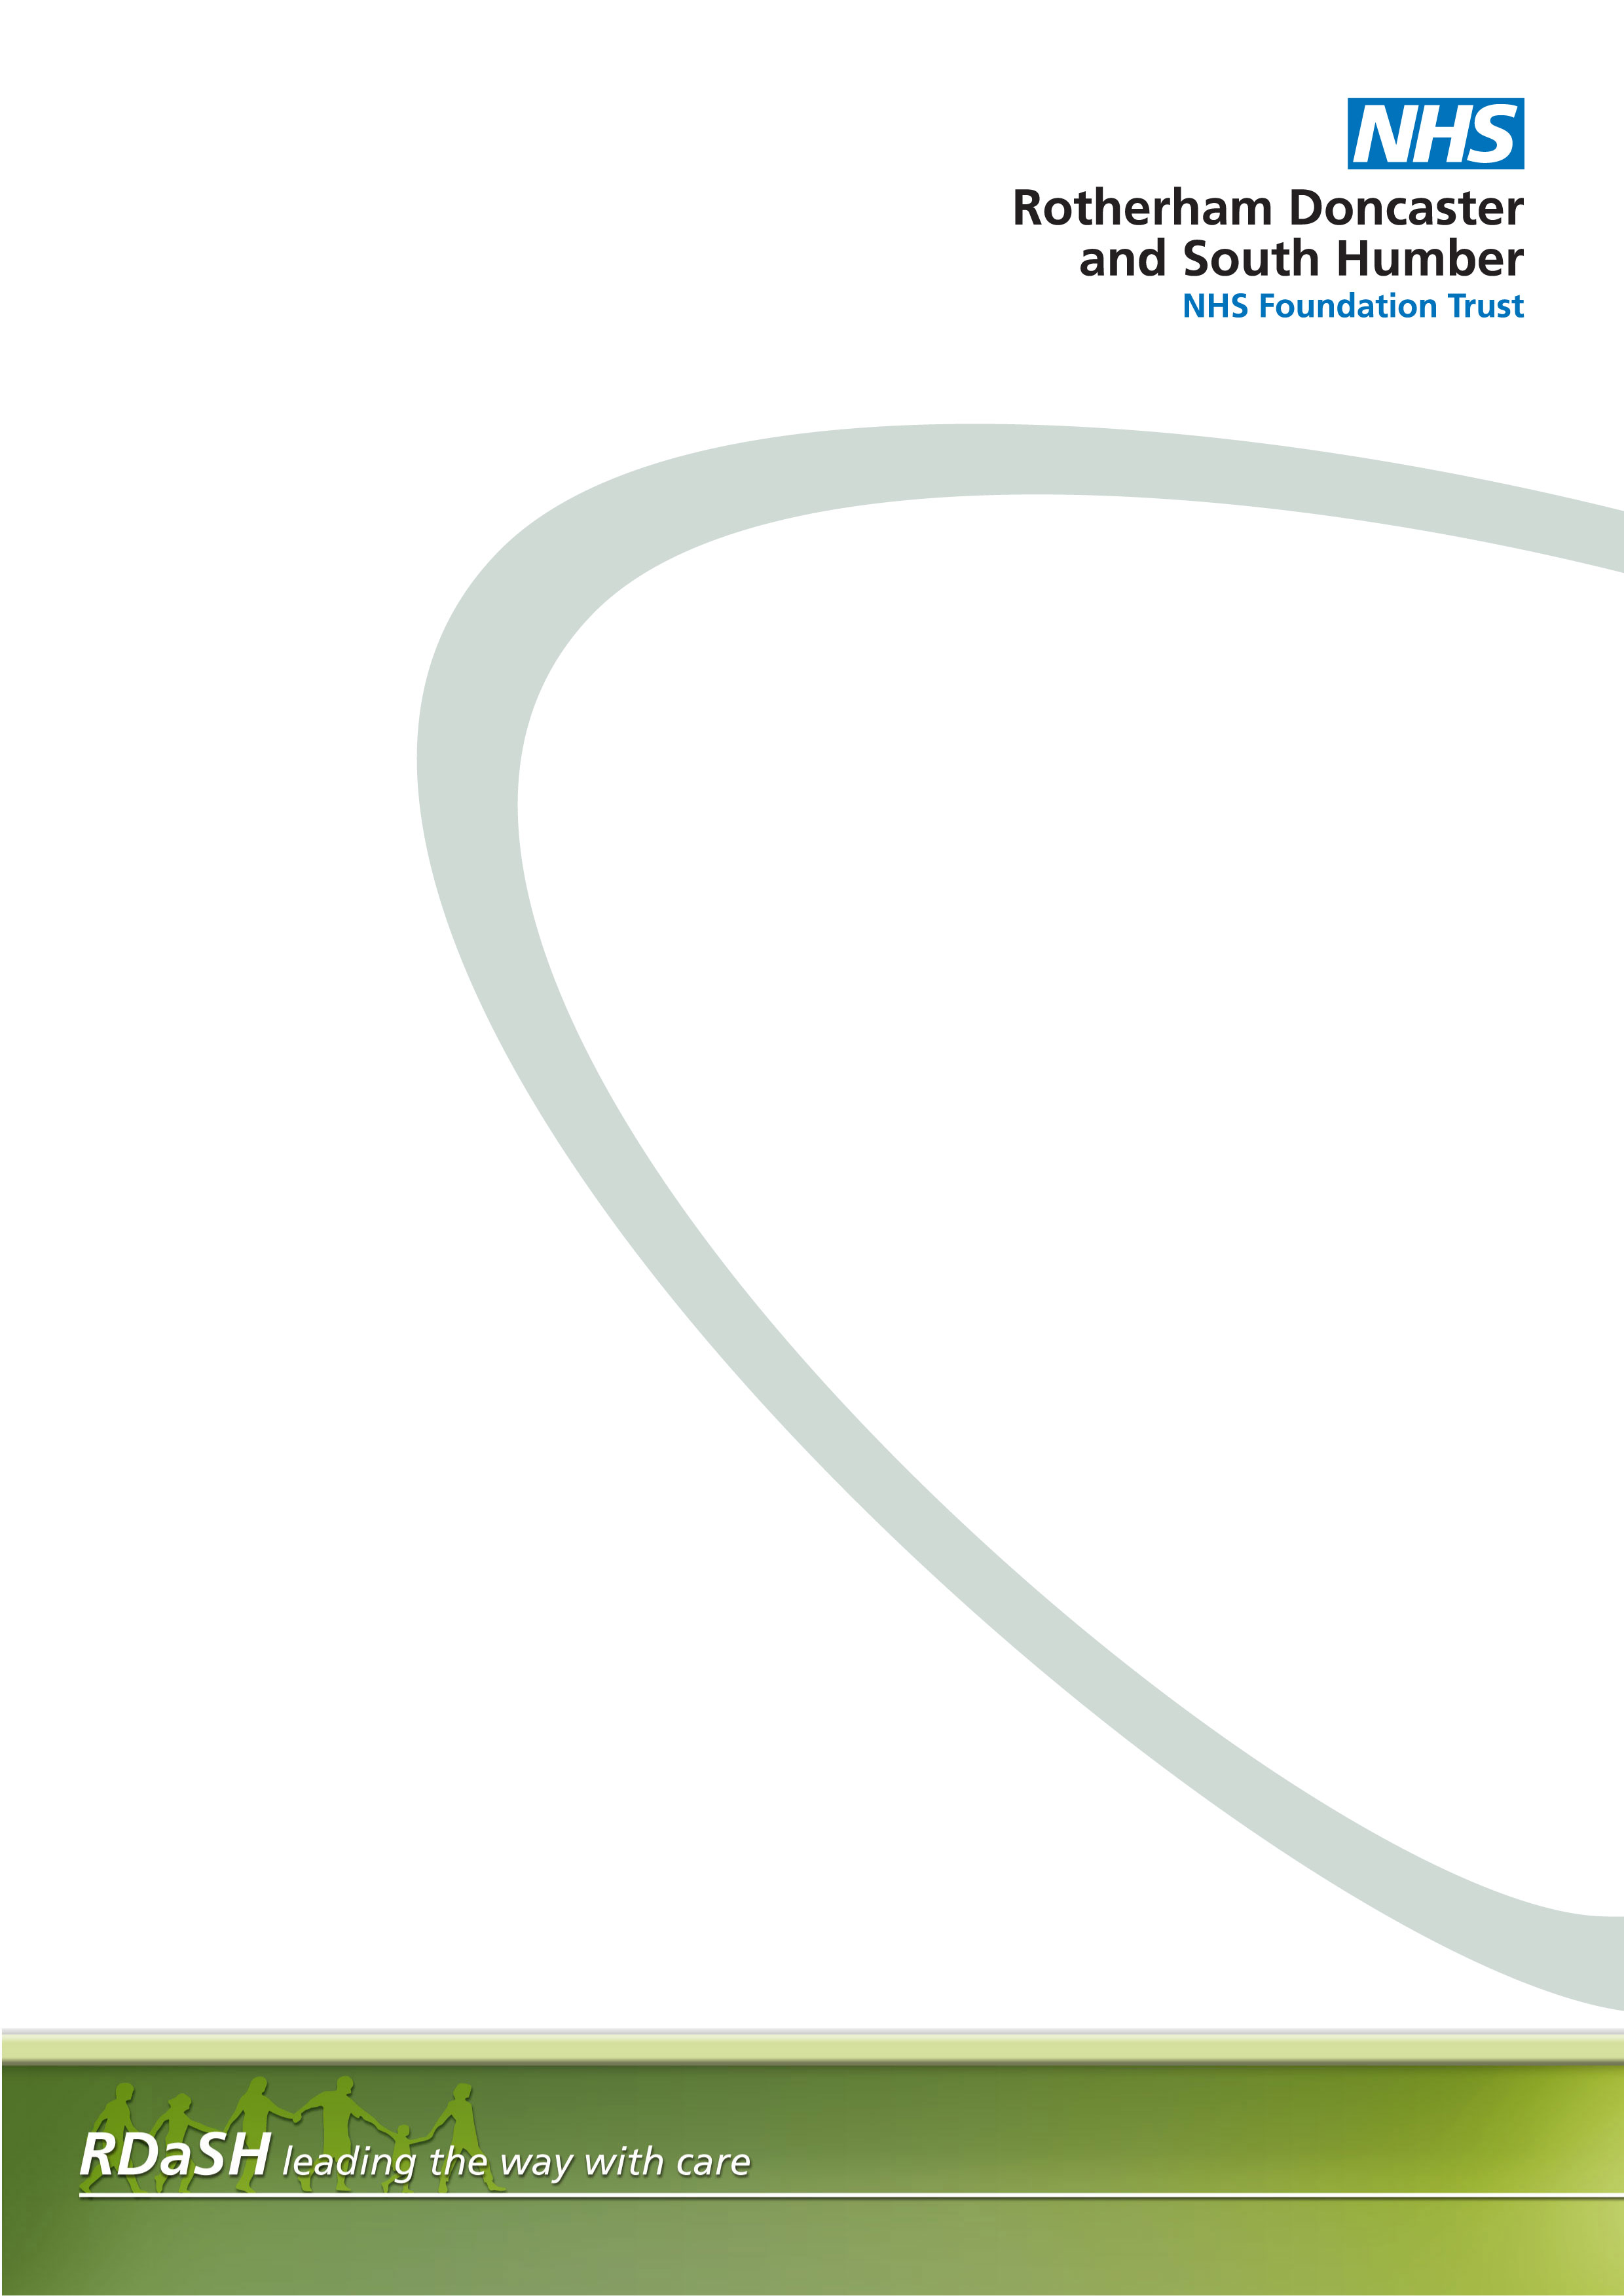 NHS
Rotherham Doncaster
and South Humber
NHS Foundation Trust
RDaSH leading the way with care